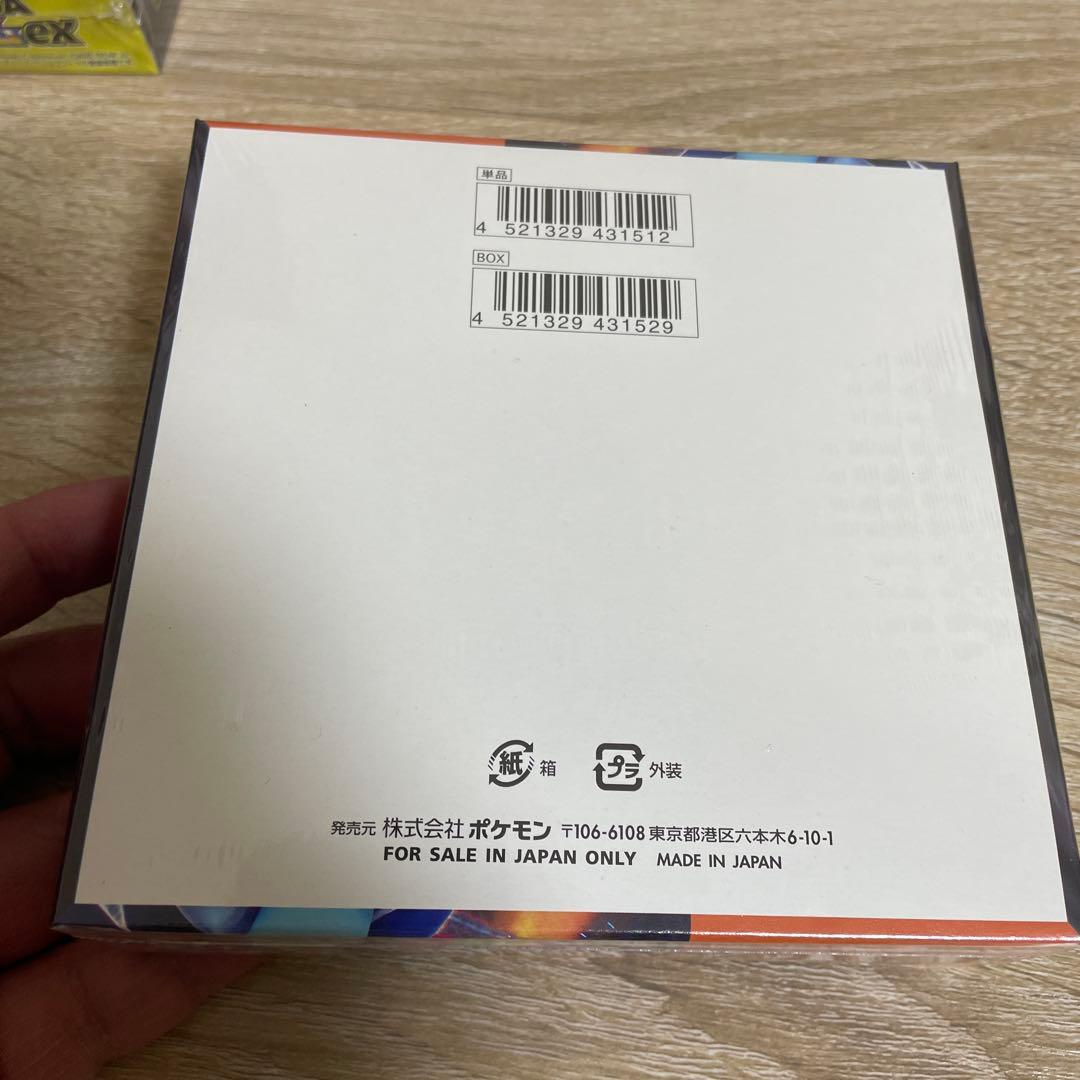 ex
単品
4 521329 431512
BOX
4 521329 431529
紙 箱
プラ 外装
発売元 株式会社 ポケモン 〒106-6108 東京都港区六本木6-10-1
FOR SALE IN JAPAN ONLY MADE IN JAPAN